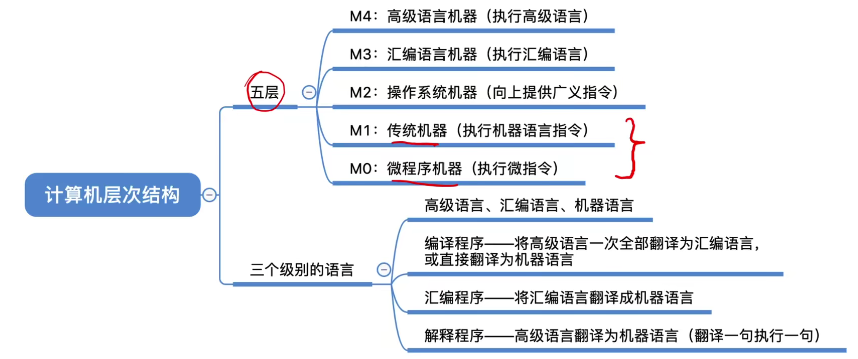 M4：高级语言机器（执行高级语言）
M3：汇编语言机器（执行汇编语言）
五层
M2：操作系统机器（向上提供广义指令）
M1：传统机器（执行机器语言指令）
M0：微程序机器（执行微指令）
计算机层次结构
高级语言、汇编语言、机器语言
编译程序——将高级语言一次全部翻译为汇编语言，
或直接翻译为机器语言
三个级别的语言
汇编程序——将汇编语言翻译成机器语言
解释程序——高级语言翻译为机器语言（翻译一句执行一句）